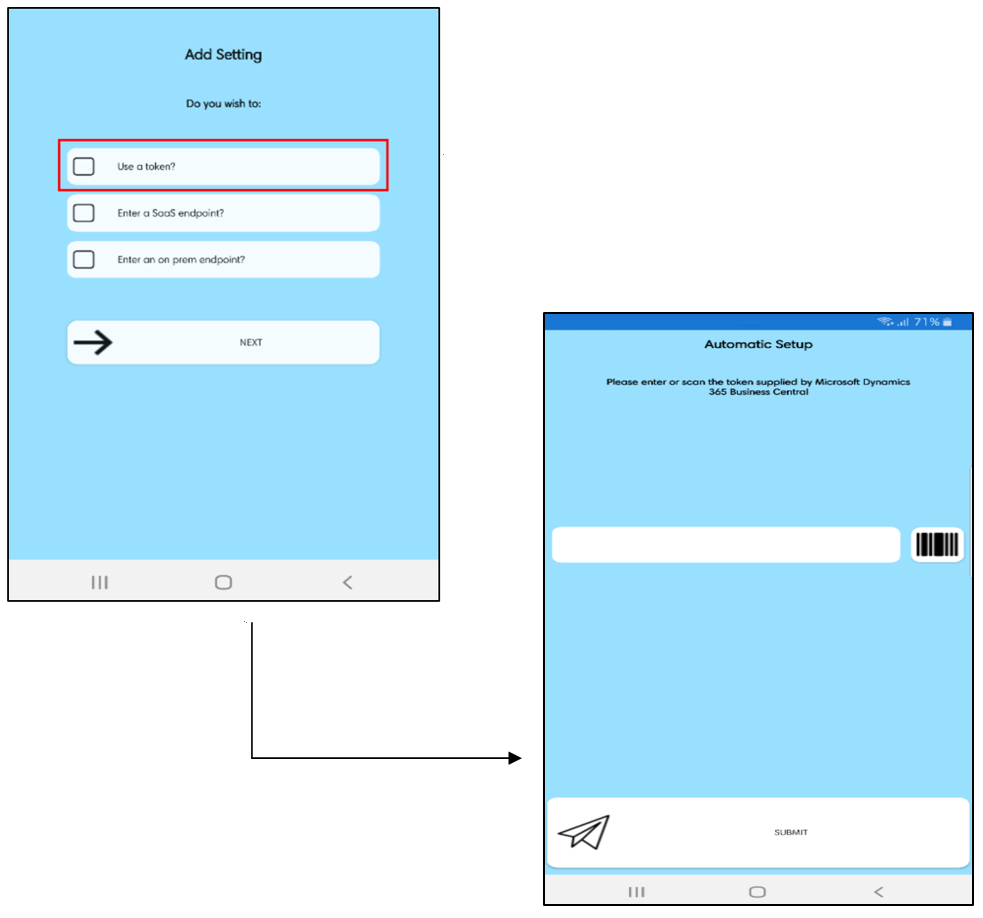 Add Setting
Do you wish to:
Use a token?
Enter a SaaS endpoint?
Enter an on prem endpoint?
NEXT
71%
Automatic Setup
Please enter or scan the token supplied by Microsoft Dynamics
365 Business Central
SUBMIT